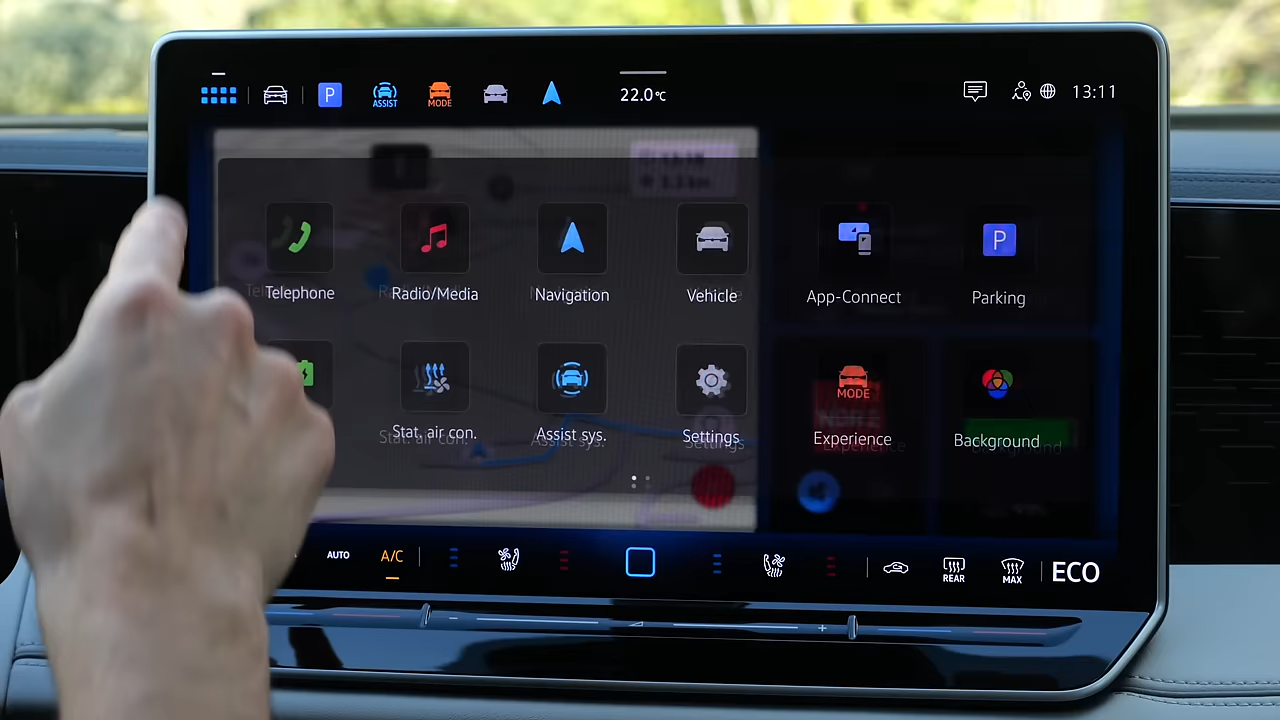 P
ASSIST
MODE
22.0°C
13:11
P
Telephone
Radio/Media
Navigation
Vehicle
App-Connect
Parking
MODE
Stat. air con.
Assist sys.
Settings
Experience
Background
AUTO
A/C
REAR
MAX
ECO